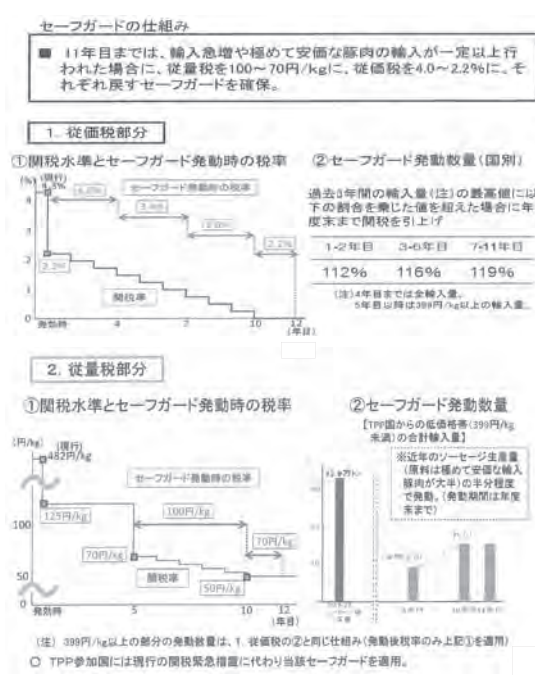 セーフガードの仕組み
■ 11年目までは、輸入急増や極めて安価な豚肉の輸入が一定以上行
われた場合に、従量税を100～70円/kgに、従価税を4.0～2.2%に、そ
れぞれ戻すセーフガードを確保。
1. 従価税部分
①関税水準とセーフガード発動時の税率
(%) (現行)
4.3%
セーフガード発動時の税率
4.0%
2.2%
2.2%
関税率
4
3
2
1
0
発効時 4 7 10 12
(年目)
②セーフガード発動数量(国別)
過去3年間の輸入量(注)の最高値に以
下の割合を乗じた値を超えた場合に年
度末まで関税を引上げ
1-2年目 3-6年目 7-11年目
112% 116% 119%
(注)4年目までは全輸入量。
5年目以降は399円/kg以上の輸入量。
2. 従量税部分
①関税水準とセーフガード発動時の税率
(円/kg) (現行)
482円/kg
セーフガード発動時の税率
125円/kg
100円/kg
70円/kg
70円/kg
関税率
50円/kg
100
50
0
発効時 5 10 12
(年目)
②セーフガード発動数量
【TPP国からの低価格帯(399円/kg
未満)の合計輸入量】
※近年のソーセージ生産量
(原料は極めて安価な輸入
豚肉が大半)の半分程度
で発動。(発動期間は年度
末まで)
(注) 399円/kg以上の部分の発動数量は、1. 従価税の②と同じ仕組み(発動後税率のみ上記①を適用)
○ TPP参加国には現行の関税緊急措置に代わり当該セーフガードを適用。